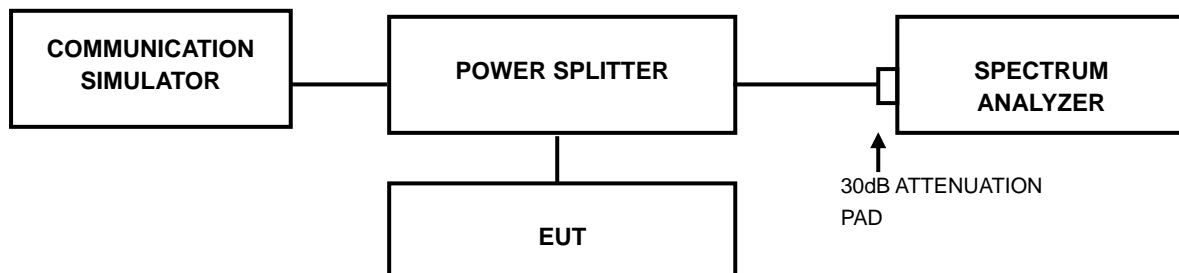 COMMUNICATION
SIMULATOR
POWER SPLITTER
SPECTRUM
ANALYZER
30dB ATTENUATION
PAD
EUT